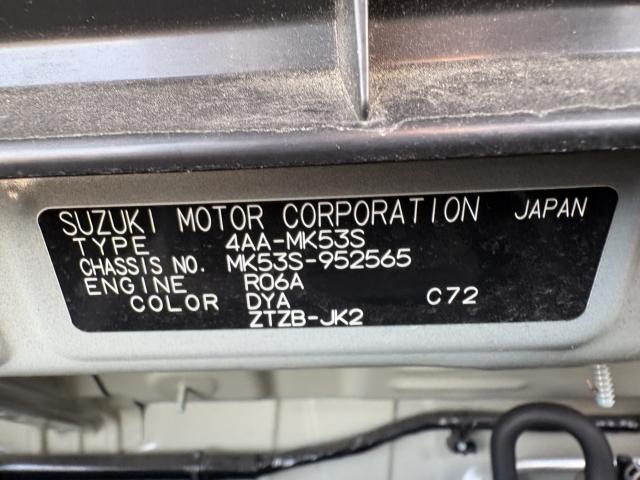 SUZUKI MOTOR CORPORATION JAPAN
TYPE 4AA-MK53S
CHASSIS NO. MK53S-952565
ENGINE R06A
COLOR DYA C72
ZTZB-JK2